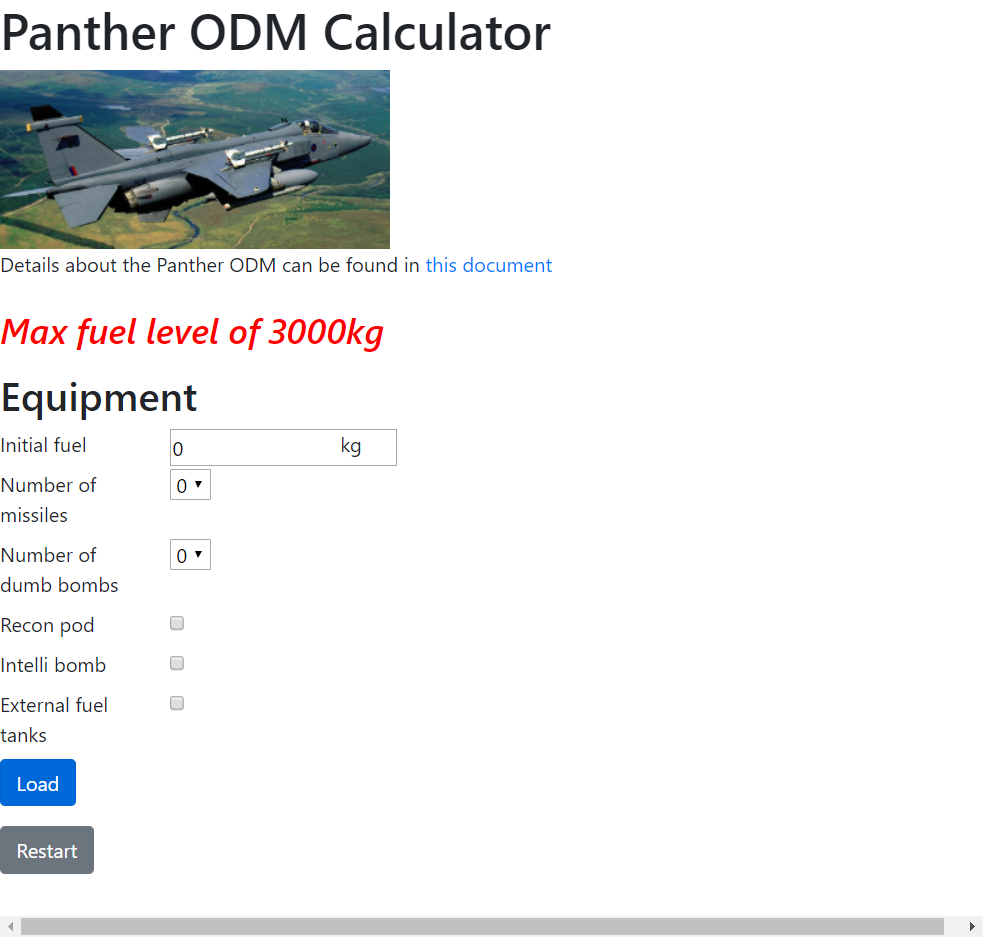 Panther ODM Calculator
Details about the Panther ODM can be found in this document
Max fuel level of 3000kg
Equipment
Initial fuel 0 kg
Number of missiles 0
Number of dumb bombs 0
Recon pod
Intelli bomb
External fuel tanks
Load
Restart